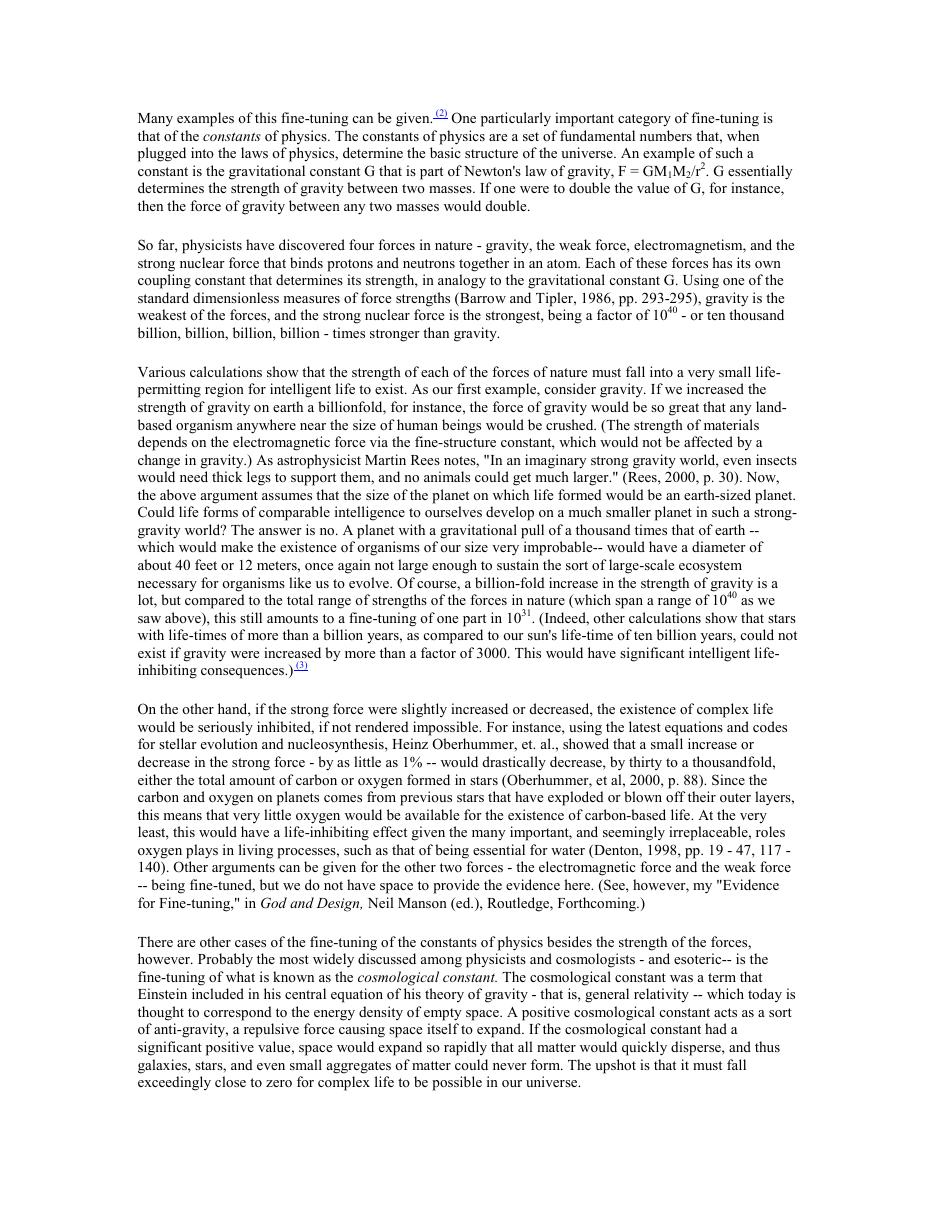 Many examples of this fine-tuning can be given. (2) One particularly important category of fine-tuning is
that of the constants of physics. The constants of physics are a set of fundamental numbers that, when
plugged into the laws of physics, determine the basic structure of the universe. An example of such a
constant is the gravitational constant G that is part of Newton's law of gravity, F = GM₁M₂/r². G essentially
determines the strength of gravity between two masses. If one were to double the value of G, for instance,
then the force of gravity between any two masses would double.
So far, physicists have discovered four forces in nature - gravity, the weak force, electromagnetism, and the
strong nuclear force that binds protons and neutrons together in an atom. Each of these forces has its own
coupling constant that determines its strength, in analogy to the gravitational constant G. Using one of the
standard dimensionless measures of force strengths (Barrow and Tipler, 1986, pp. 293-295), gravity is the
weakest of the forces, and the strong nuclear force is the strongest, being a factor of 10⁴⁰ - or ten thousand
billion, billion, billion, billion - times stronger than gravity.
Various calculations show that the strength of each of the forces of nature must fall into a very small life-
permitting region for intelligent life to exist. As our first example, consider gravity. If we increased the
strength of gravity on earth a billionfold, for instance, the force of gravity would be so great that any land-
based organism anywhere near the size of human beings would be crushed. (The strength of materials
depends on the electromagnetic force via the fine-structure constant, which would not be affected by a
change in gravity.) As astrophysicist Martin Rees notes, "In an imaginary strong gravity world, even insects
would need thick legs to support them, and no animals could get much larger." (Rees, 2000, p. 30). Now,
the above argument assumes that the size of the planet on which life formed would be an earth-sized planet.
Could life forms of comparable intelligence to ourselves develop on a much smaller planet in such a strong-
gravity world? The answer is no. A planet with a gravitational pull of a thousand times that of earth --
which would make the existence of organisms of our size very improbable-- would have a diameter of
about 40 feet or 12 meters, once again not large enough to sustain the sort of large-scale ecosystem
necessary for organisms like us to evolve. Of course, a billion-fold increase in the strength of gravity is a
lot, but compared to the total range of strengths of the forces in nature (which span a range of 10⁴⁰ as we
saw above), this still amounts to a fine-tuning of one part in 10³¹. (Indeed, other calculations show that stars
with life-times of more than a billion years, as compared to our sun's life-time of ten billion years, could not
exist if gravity were increased by more than a factor of 3000. This would have significant intelligent life-
inhibiting consequences.) (3)
On the other hand, if the strong force were slightly increased or decreased, the existence of complex life
would be seriously inhibited, if not rendered impossible. For instance, using the latest equations and codes
for stellar evolution and nucleosynthesis, Heinz Oberhummer, et. al., showed that a small increase or
decrease in the strong force - by as little as 1% -- would drastically decrease, by thirty to a thousandfold,
either the total amount of carbon or oxygen formed in stars (Oberhummer, et al, 2000, p. 88). Since the
carbon and oxygen on planets comes from previous stars that have exploded or blown off their outer layers,
this means that very little oxygen would be available for the existence of carbon-based life. At the very
least, this would have a life-inhibiting effect given the many important, and seemingly irreplaceable, roles
oxygen plays in living processes, such as that of being essential for water (Denton, 1998, pp. 19 - 47, 117 -
140). Other arguments can be given for the other two forces - the electromagnetic force and the weak force
-- being fine-tuned, but we do not have space to provide the evidence here. (See, however, my "Evidence
for Fine-tuning," in God and Design, Neil Manson (ed.), Routledge, Forthcoming.)
There are other cases of the fine-tuning of the constants of physics besides the strength of the forces,
however. Probably the most widely discussed among physicists and cosmologists - and esoteric-- is the
fine-tuning of what is known as the cosmological constant. The cosmological constant was a term that
Einstein included in his central equation of his theory of gravity - that is, general relativity -- which today is
thought to correspond to the energy density of empty space. A positive cosmological constant acts as a sort
of anti-gravity, a repulsive force causing space itself to expand. If the cosmological constant had a
significant positive value, space would expand so rapidly that all matter would quickly disperse, and thus
galaxies, stars, and even small aggregates of matter could never form. The upshot is that it must fall
exceedingly close to zero for complex life to be possible in our universe.